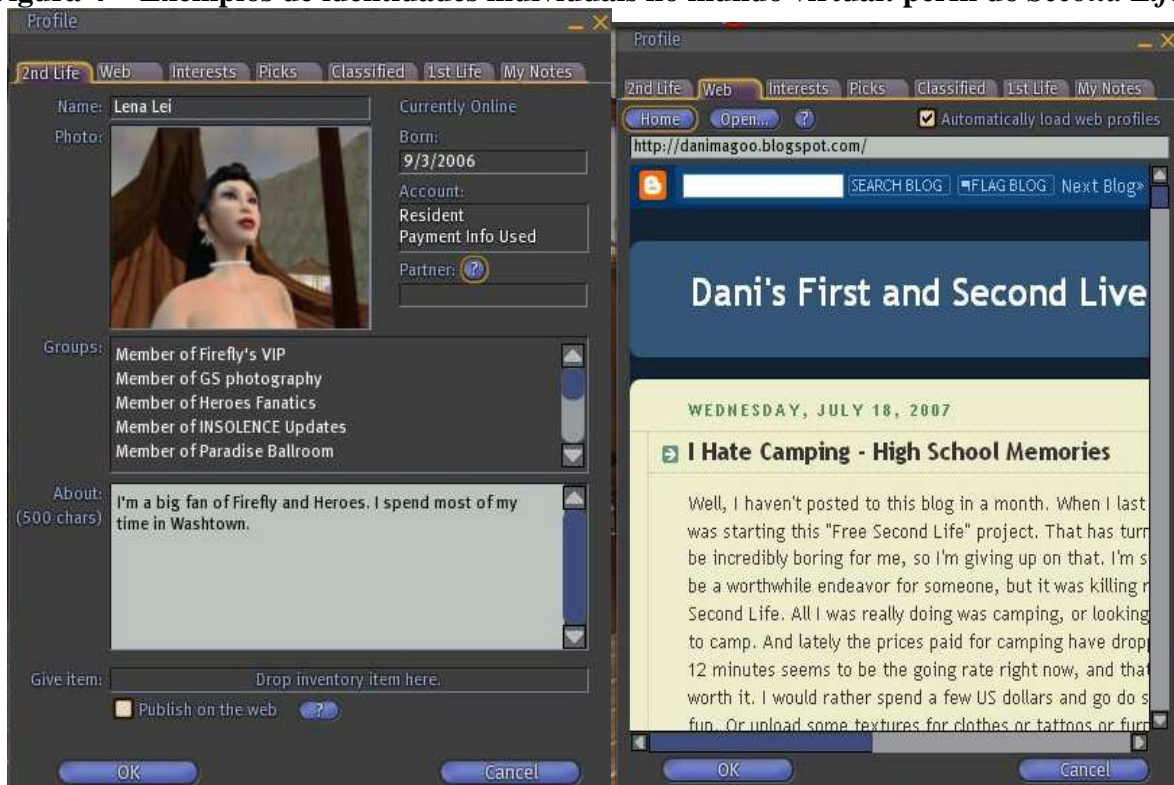 Profile
2nd Life Web Interests Picks Classified 1st Life My Notes
Name: Lena Lei
Currently Online
Photo:
Born:
9/3/2006
Account:
Resident
Payment Info Used
Partner: ?
Groups:
Member of Firefly's VIP
Member of GS photography
Member of Heroes Fanatics
Member of INSOLENCE Updates
Member of Paradise Ballroom
About:
(500 chars)
I'm a big fan of Firefly and Heroes. I spend most of my
time in Washtown.
Give item: Drop inventory item here.
Publish on the web ?
OK Cancel
Profile
2nd Life Web Interests Picks Classified 1st Life My Notes
Home Open... ? Automatically load web profiles
http://danimagoo.blogspot.com/
SEARCH BLOG FLAG BLOG Next Blog»
Dani's First and Second Live
WEDNESDAY, JULY 18, 2007
I Hate Camping - High School Memories
Well, I haven't posted to this blog in a month. When I last
was starting this "Free Second Life" project. That has turn
be incredibly boring for me, so I'm giving up on that. I'm s
be a worthwhile endeavor for someone, but it was killing
Second Life. All I was really doing was camping, or looking
to camp. And lately the prices paid for camping have drop
12 minutes seems to be the going rate right now, and that
worth it. I would rather spend a few US dollars and go do s
fun. Or upload some textures for clothes or tattoos or furn
OK Cancel